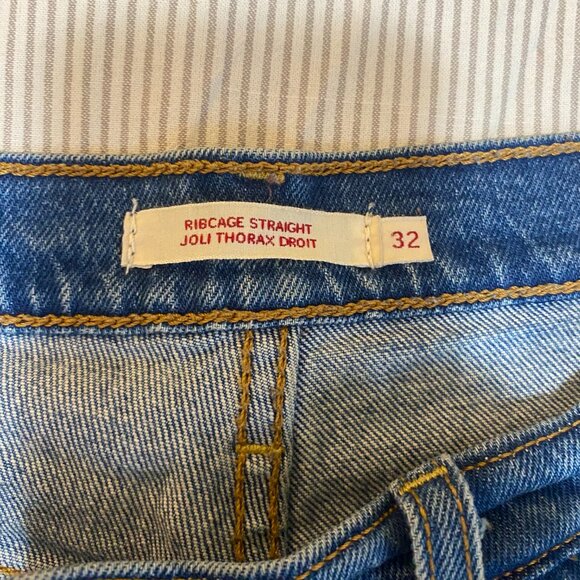 RIBCAGE STRAIGHT
JOLI THORAX DROIT
32